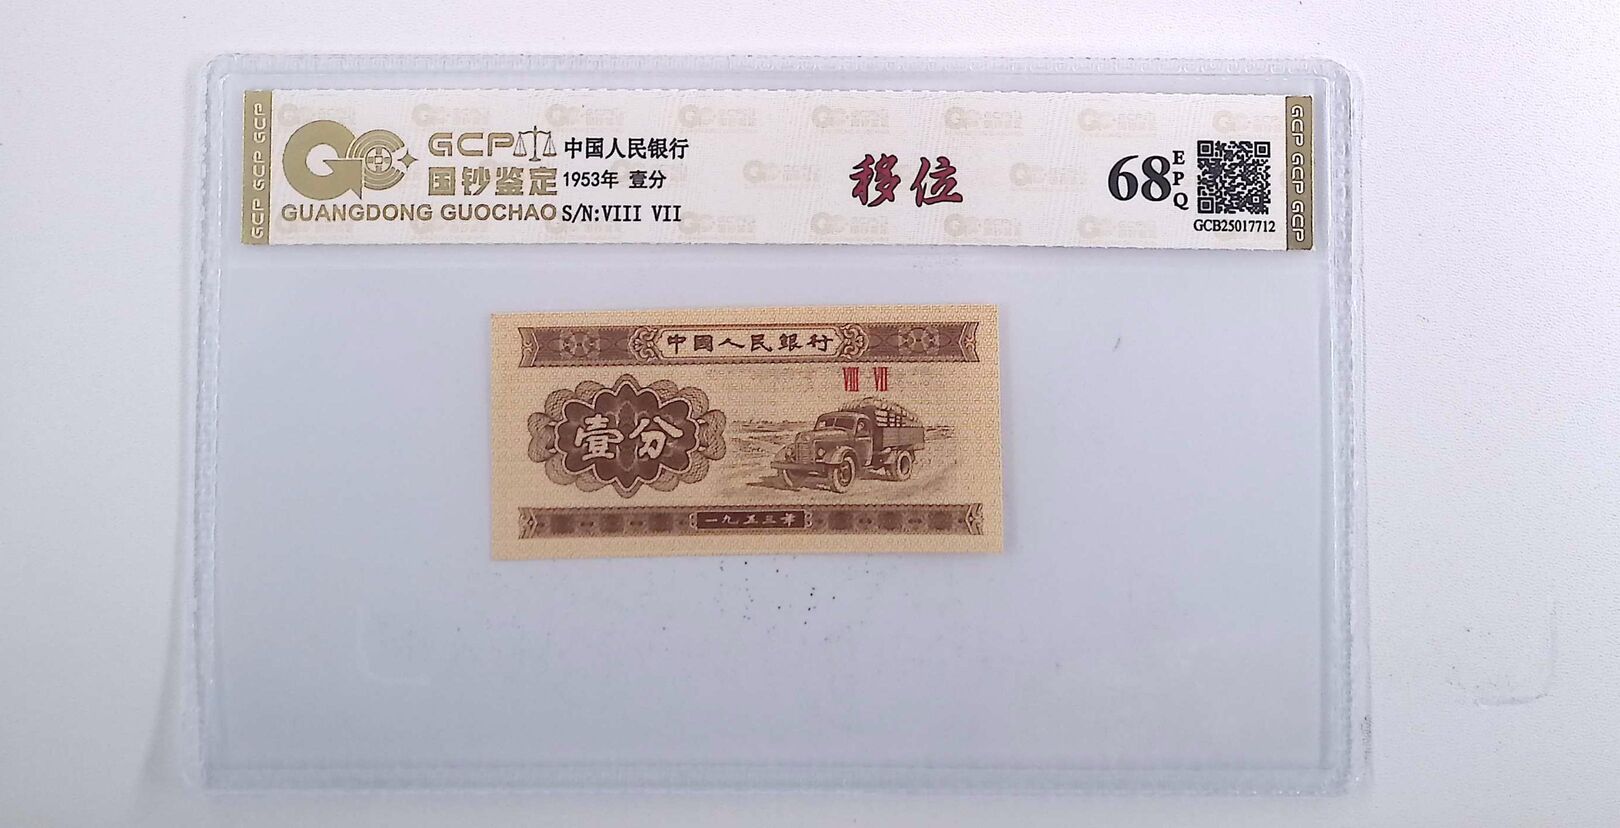 GCP
国钞鉴定
GUANGDONG GUOCHAO
中国人民银行
1953年 壹分
S/N:VIII VII
移位
68
EPQ
GCB25017712
GCP GCP GCP
GCP GCP GCP
中國人民銀行
VIII VII
壹分
一九五三年